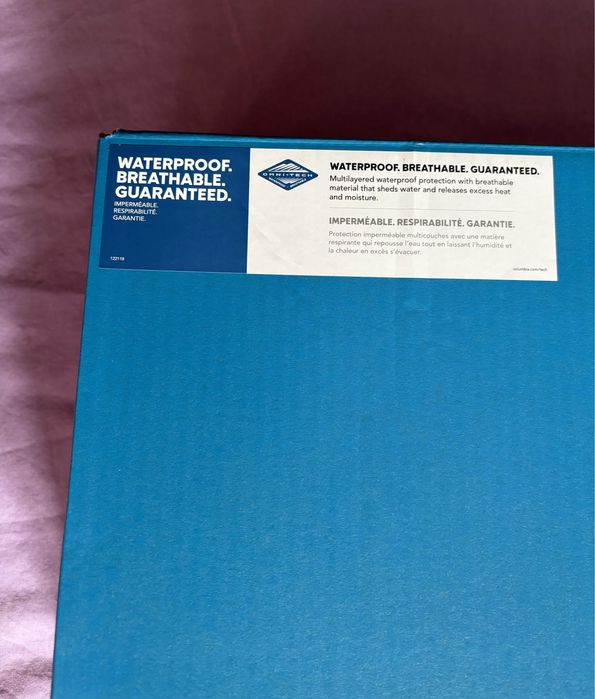 WATERPROOF.
BREATHABLE.
GUARANTEED.
IMPERMÉABLE.
RESPIRABILITÉ.
GARANTIE.
122118
OMNI-TECH
WATERPROOF. BREATHABLE. GUARANTEED.
Multilayered waterproof protection with breathable
material that sheds water and releases excess heat
and moisture.
IMPERMÉABLE. RESPIRABILITÉ. GARANTIE.
Protection imperméable multicouches avec une matière
respirante qui repousse l'eau tout en laissant l'humidité et
la chaleur en excès s'évacuer.
columbia.com/tech